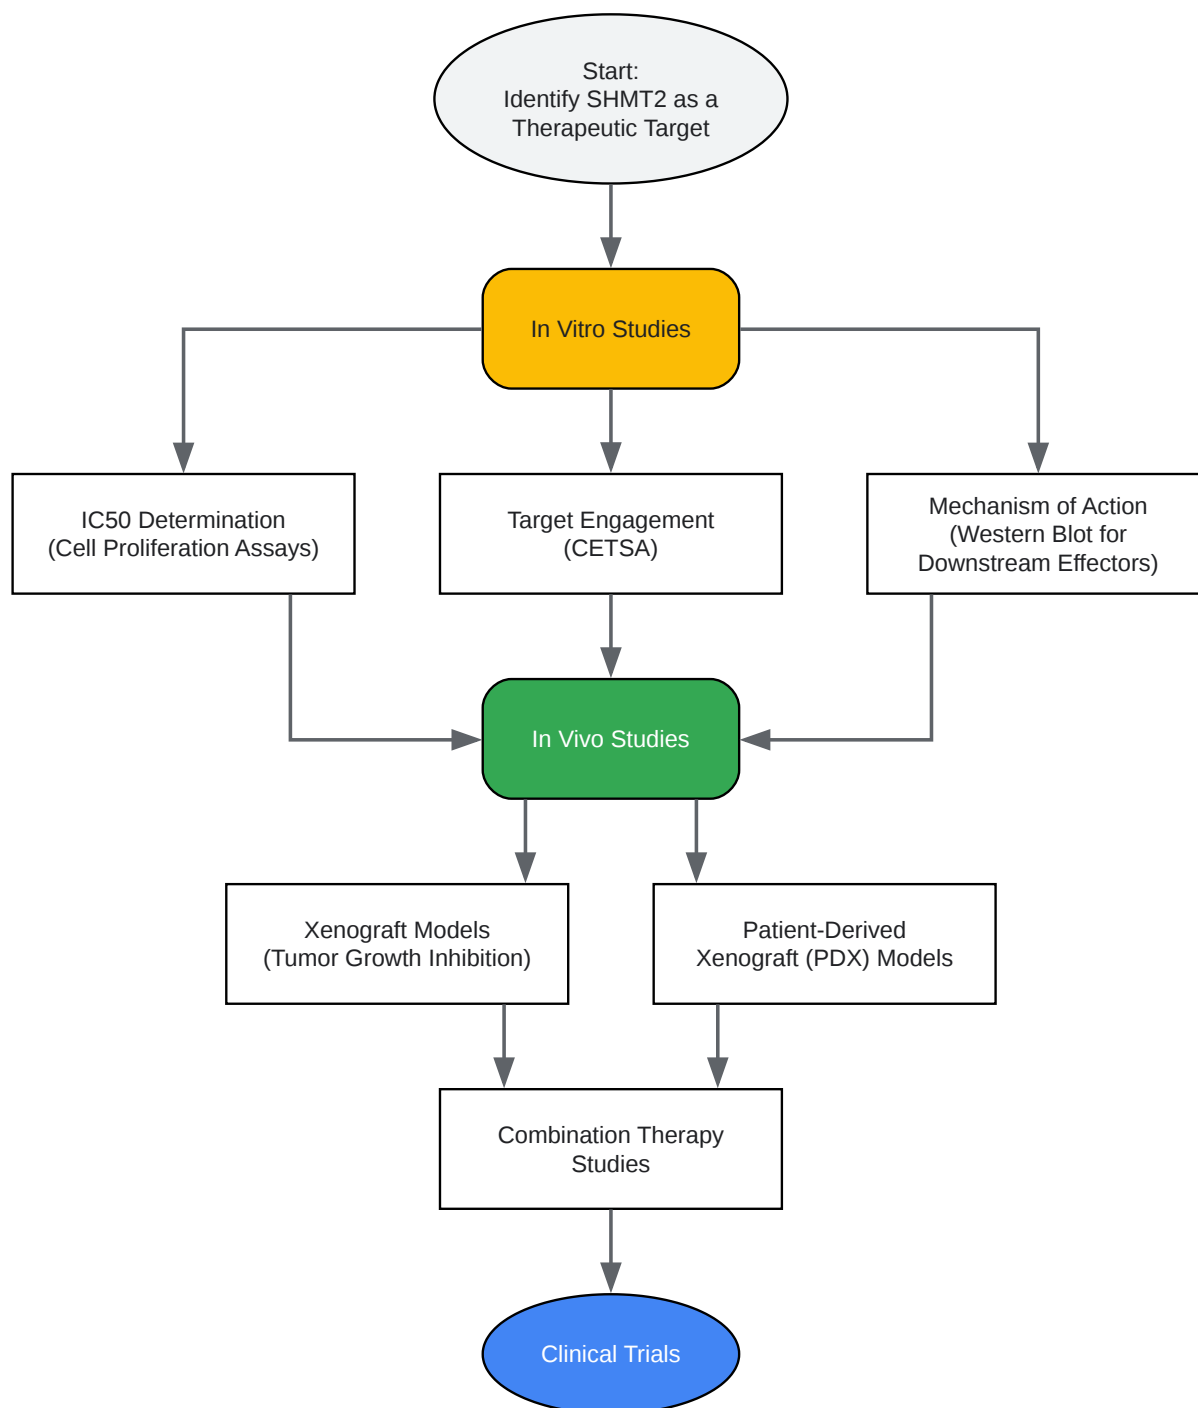 Start:
Identify SHMT2 as a
Therapeutic Target
In Vitro Studies
IC50 Determination
(Cell Proliferation Assays)
Target Engagement
(CETSA)
Mechanism of Action
(Western Blot for
Downstream Effectors)
In Vivo Studies
Xenograft Models
(Tumor Growth Inhibition)
Patient-Derived
Xenograft (PDX) Models
Combination Therapy
Studies
Clinical Trials